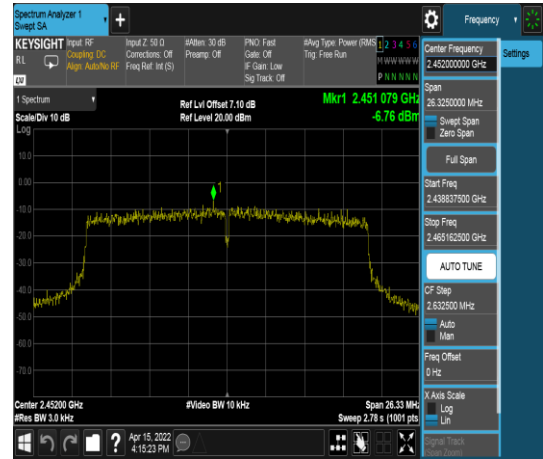 Spectrum Analyzer 1
Swept SA
+
Frequency
KEYSIGHT
RL
LXI
Input: RF
Coupling: DC
Align: Auto/No RF
Input Z: 50 Ω
Corrections: Off
Freq Ref: Int (S)
#Atten: 30 dB
Preamp: Off
PNO: Fast
Gate: Off
IF Gain: Low
Sig Track: Off
#Avg Type: Power (RMS
Trig: Free Run
1 2 3 4 5 6
M W W W W W
P N N N N N
1 Spectrum
Scale/Div 10 dB
Ref Lvl Offset 7.10 dB
Ref Level 20.00 dBm
Mkr1 2.451 079 GHz
-6.76 dBm
Log
10.0
0.00
-10.0
-20.0
-30.0
-40.0
-50.0
-60.0
1
Center 2.45200 GHz
#Res BW 3.0 kHz
#Video BW 10 kHz
Span 26.33 MHz
Sweep 2.78 s (1001 pts)
?
Apr 15, 2022
4:15:23 PM
Center Frequency
2.452000000 GHz
Settings
Span
26.3250000 MHz
Swept Span
Zero Span
Full Span
Start Freq
2.438837500 GHz
Stop Freq
2.465162500 GHz
AUTO TUNE
CF Step
2.632500 MHz
Auto
Man
Freq Offset
0 Hz
X Axis Scale
Log
Lin
Signal Track
(Span Zoom)